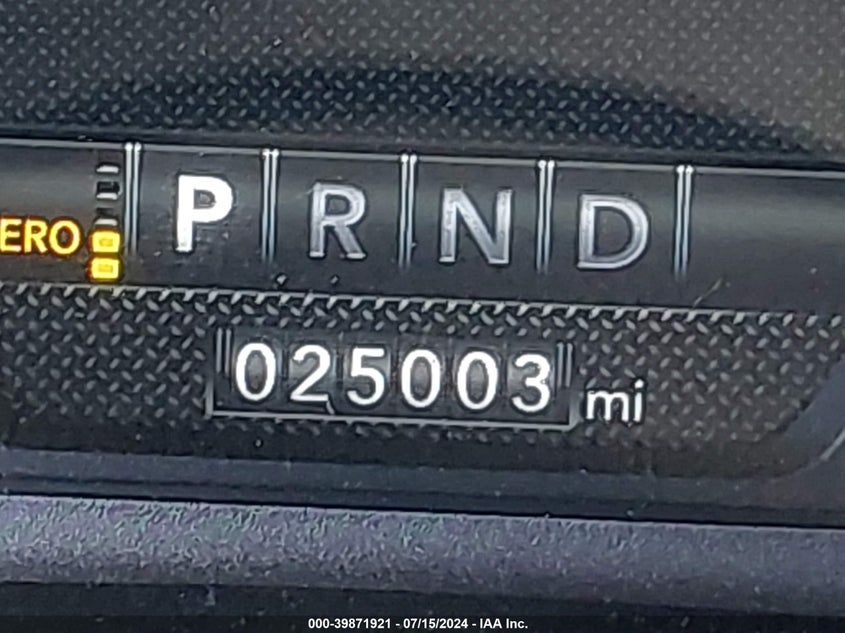 P R N D
ERO
025003 mi
000-39871921 - 07/15/2024 - IAA Inc.